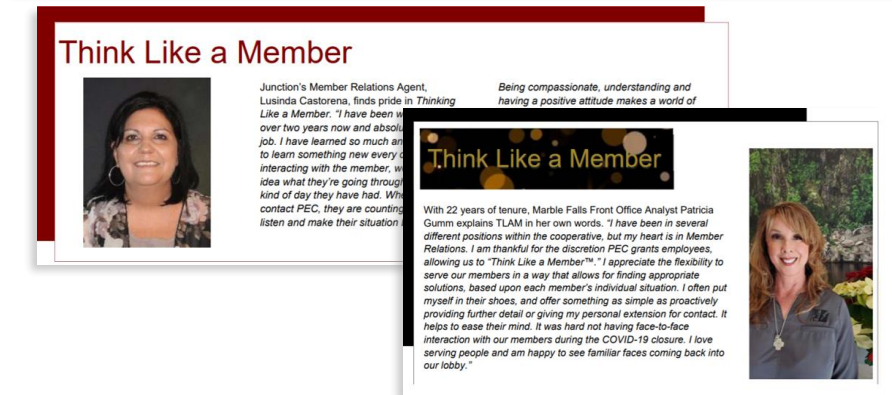 Think Like a Member
Junction's Member Relations Agent,
Lusinda Castorena, finds pride in Thinking
Like a Member. "I have been w
over two years now and absolu
job. I have learned so much an
to learn something new every
interacting with the member, w
idea what they're going through
kind of day they have had. Whe
contact PEC, they are counting
listen and make their situation
Being compassionate, understanding and
having a positive attitude makes a world of
Think Like a Member
With 22 years of tenure, Marble Falls Front Office Analyst Patricia
Gumm explains TLAM in her own words. "I have been in several
different positions within the cooperative, but my heart is in Member
Relations. I am thankful for the discretion PEC grants employees,
allowing us to "Think Like a Member™." I appreciate the flexibility to
serve our members in a way that allows for finding appropriate
solutions, based upon each member's individual situation. I often put
myself in their shoes, and offer something as simple as proactively
providing further detail or giving my personal extension for contact. It
helps to ease their mind. It was hard not having face-to-face
interaction with our members during the COVID-19 closure. I love
serving people and am happy to see familiar faces coming back into
our lobby."